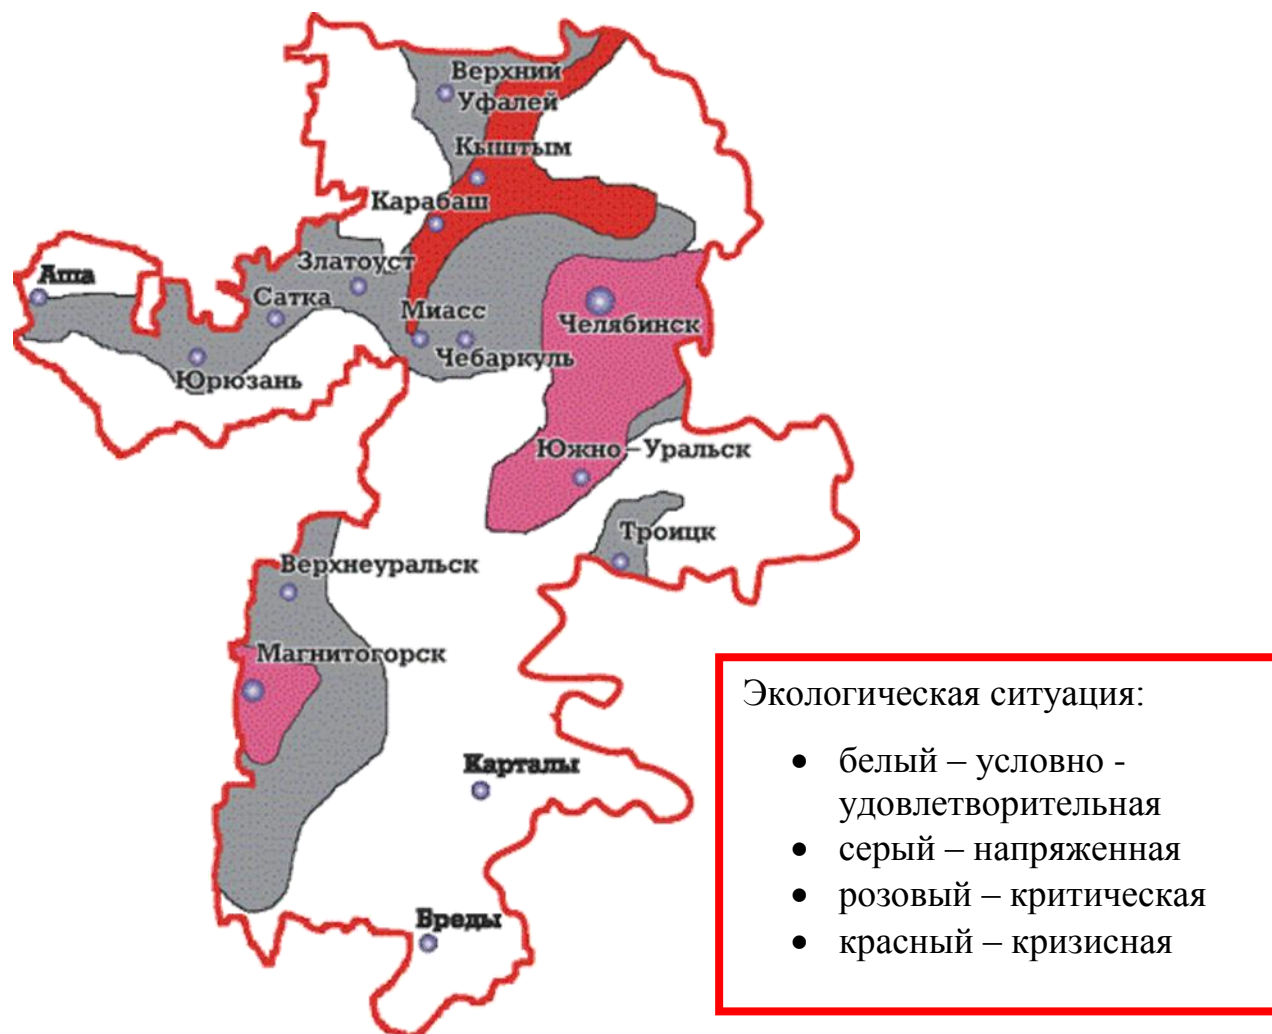 Верхний
Уфалей
Кыштым
Карабаш
Златоуст
Аша
Сатка
Миасс
Челябинск
Чебаркуль
Юрюзань
Южно–Уральск
Троицк
Верхнеуральск
Магнитогорск
Карталы
Бреды
Экологическая ситуация:
• белый – условно -
удовлетворительная
• серый – напряженная
• розовый – критическая
• красный – кризисная